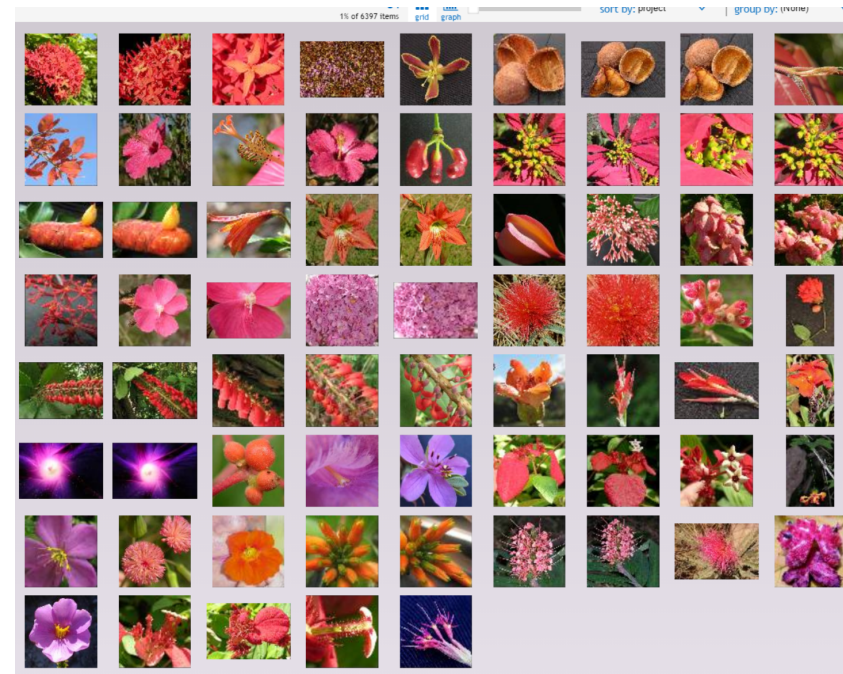 1% of 6397 items
grid
graph
sort by: project
group by: (None)